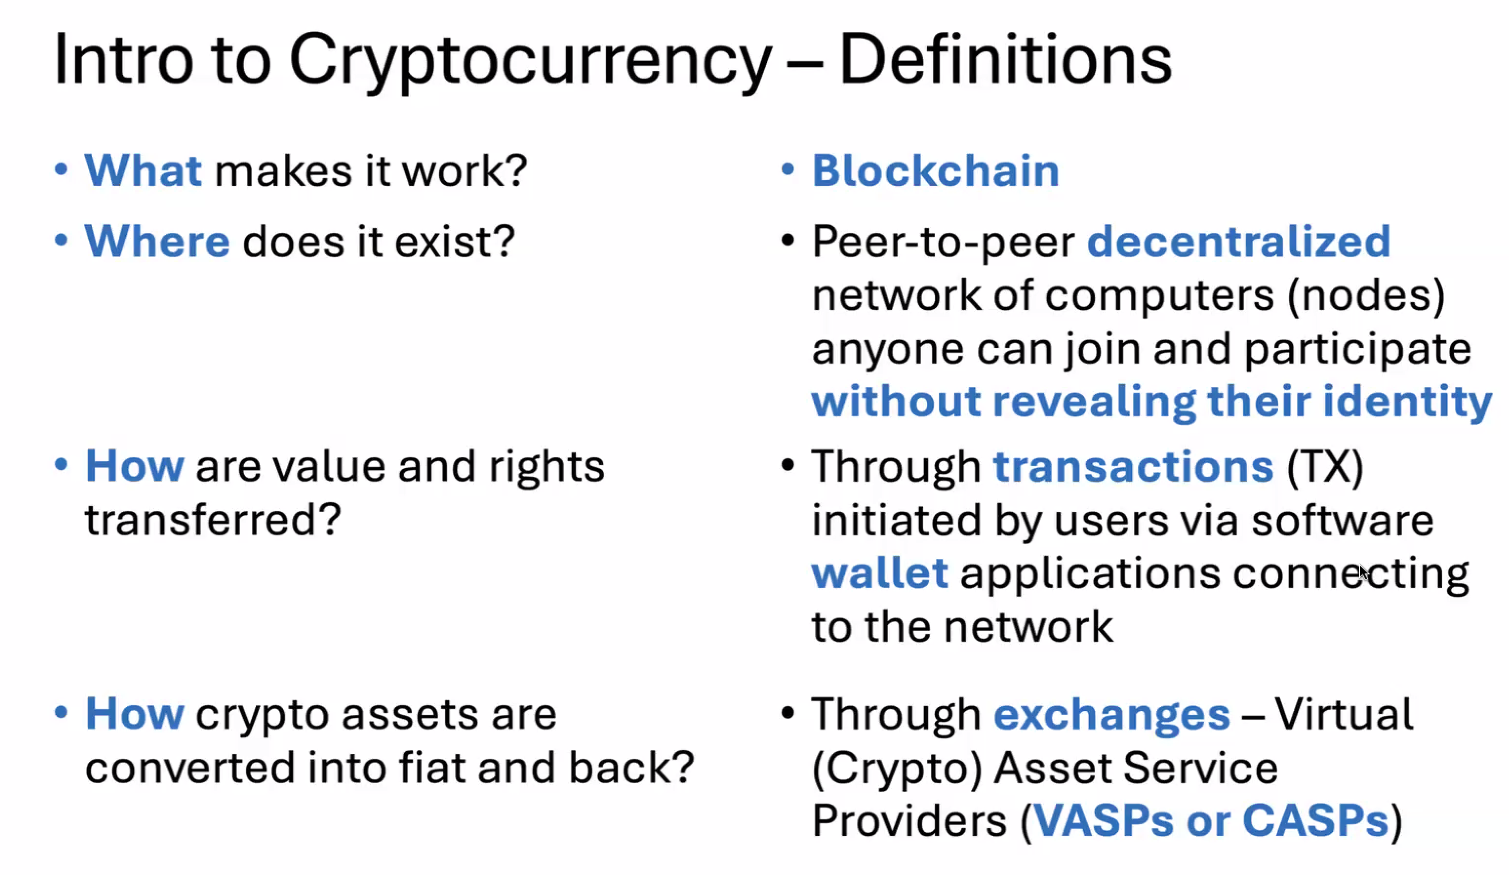 Intro to Cryptocurrency – Definitions
• What makes it work?
• Blockchain
• Where does it exist?
• Peer-to-peer decentralized
network of computers (nodes)
anyone can join and participate
without revealing their identity
• How are value and rights
transferred?
• Through transactions (TX)
initiated by users via software
wallet applications connecting
to the network
• How crypto assets are
converted into fiat and back?
• Through exchanges – Virtual
(Crypto) Asset Service
Providers (VASPs or CASPs)